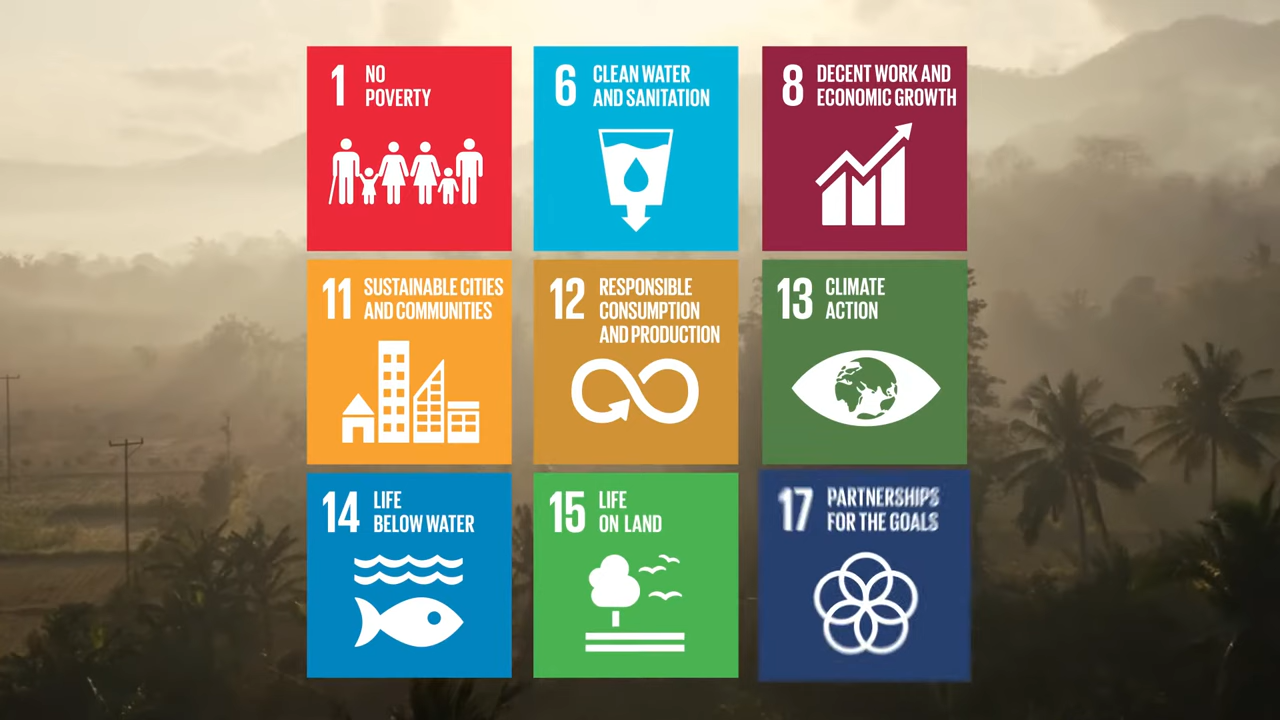 1 NO
POVERTY
6 CLEAN WATER
AND SANITATION
8 DECENT WORK AND
ECONOMIC GROWTH
11 SUSTAINABLE CITIES
AND COMMUNITIES
12 RESPONSIBLE
CONSUMPTION
AND PRODUCTION
13 CLIMATE
ACTION
14 LIFE
BELOW WATER
15 LIFE
ON LAND
17 PARTNERSHIPS
FOR THE GOALS